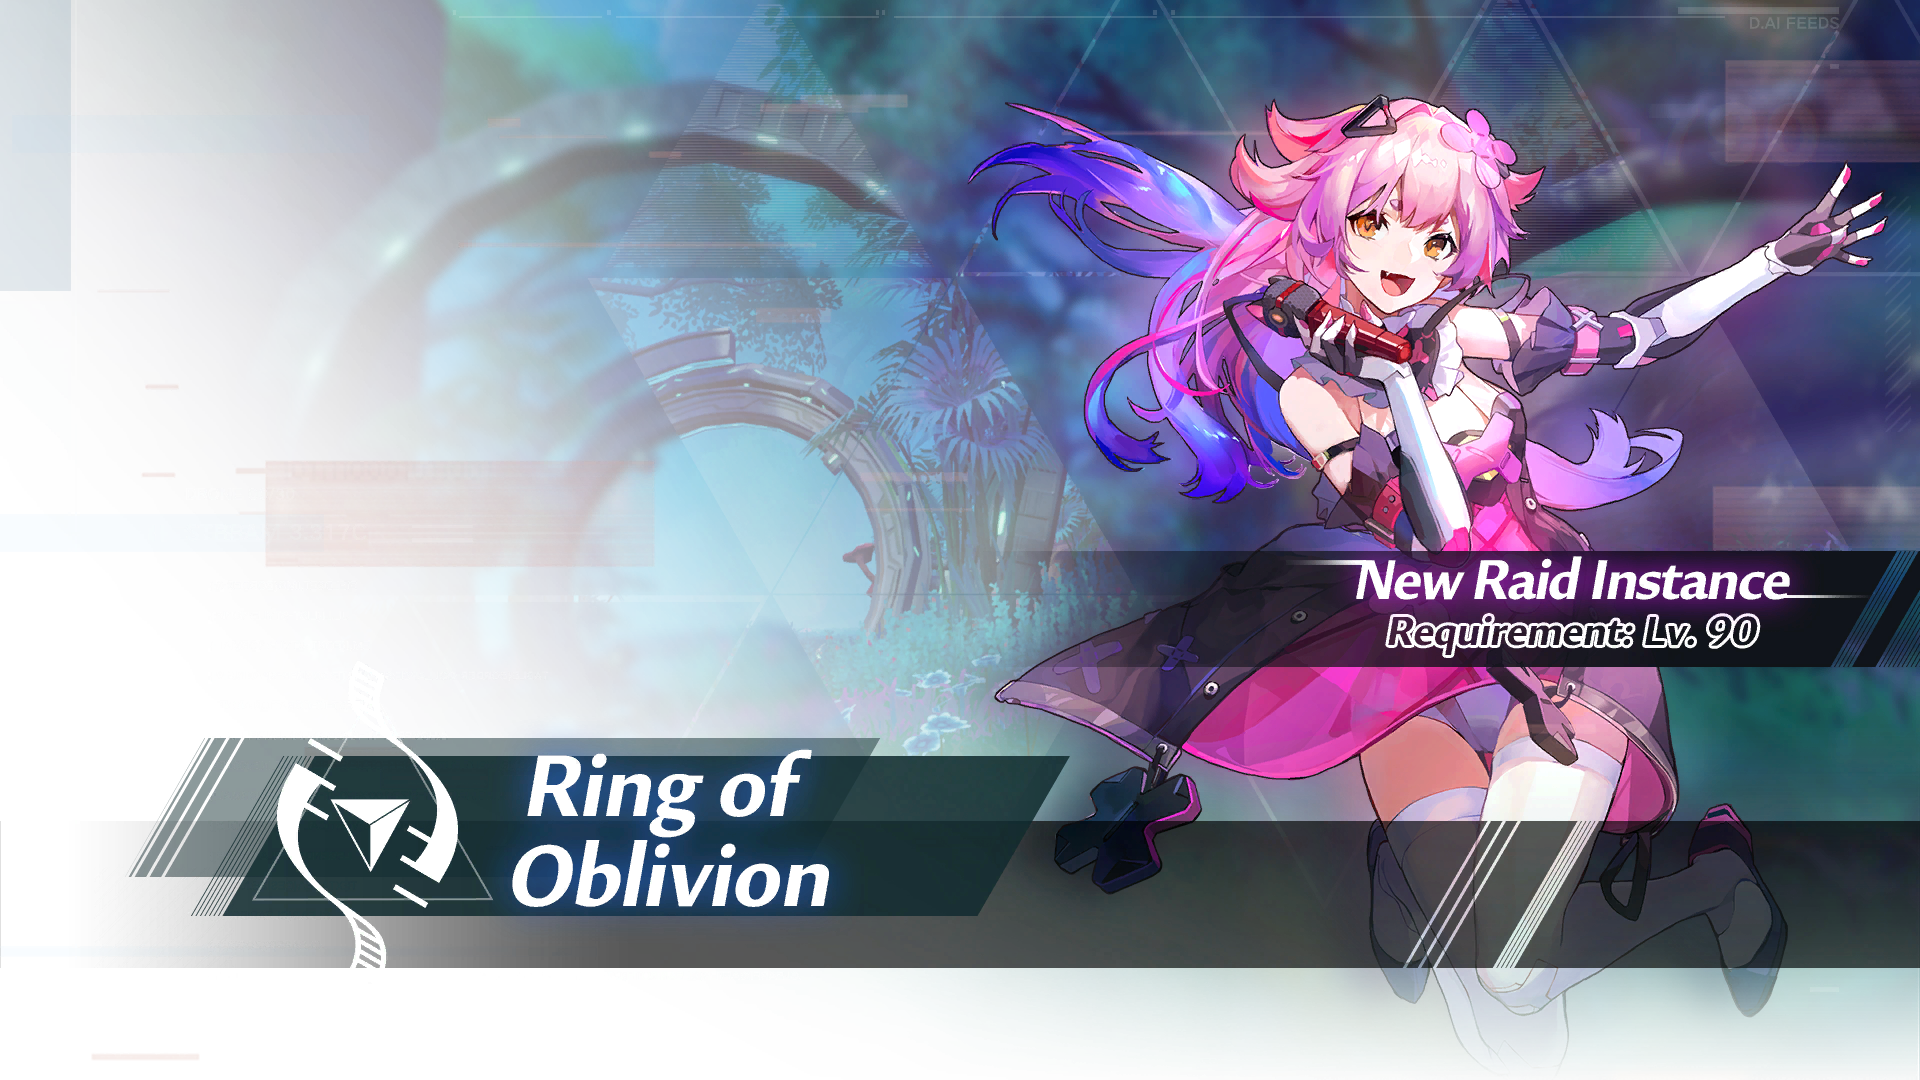 D.AI FEEDS
New Raid Instance
Requirement: Lv. 90
Ring of
Oblivion